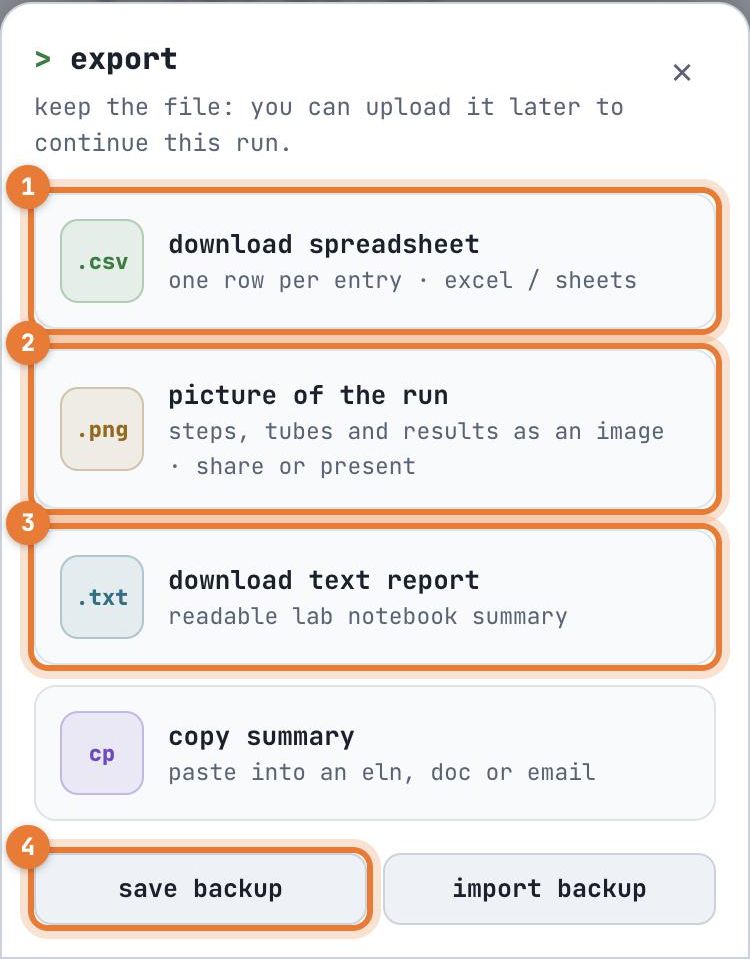 > export
×
keep the file: you can upload it later to
continue this run.
1
.csv
download spreadsheet
one row per entry · excel / sheets
2
.png
picture of the run
steps, tubes and results as an image
· share or present
3
.txt
download text report
readable lab notebook summary
cp
copy summary
paste into an eln, doc or email
4
save backup
import backup